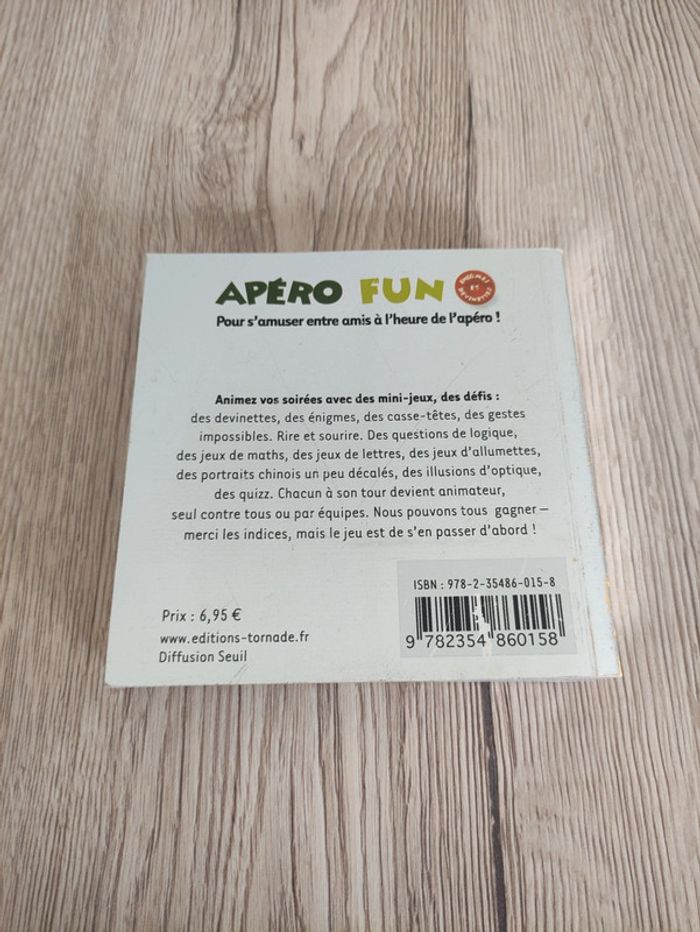 APÉRO FUN ÉNIGMES ET DEVINETTES
Pour s'amuser entre amis à l'heure de l'apéro !
Animez vos soirées avec des mini-jeux, des défis :
des devinettes, des énigmes, des casse-têtes, des gestes
impossibles. Rire et sourire. Des questions de logique,
des jeux de maths, des jeux de lettres, des jeux d'allumettes,
des portraits chinois un peu décalés, des illusions d'optique,
des quizz. Chacun à son tour devient animateur,
seul contre tous ou par équipes. Nous pouvons tous gagner –
merci les indices, mais le jeu est de s'en passer d'abord !
ISBN : 978-2-35486-015-8
9 782354 860158
Prix : 6,95 €
www.editions-tornade.fr
Diffusion Seuil